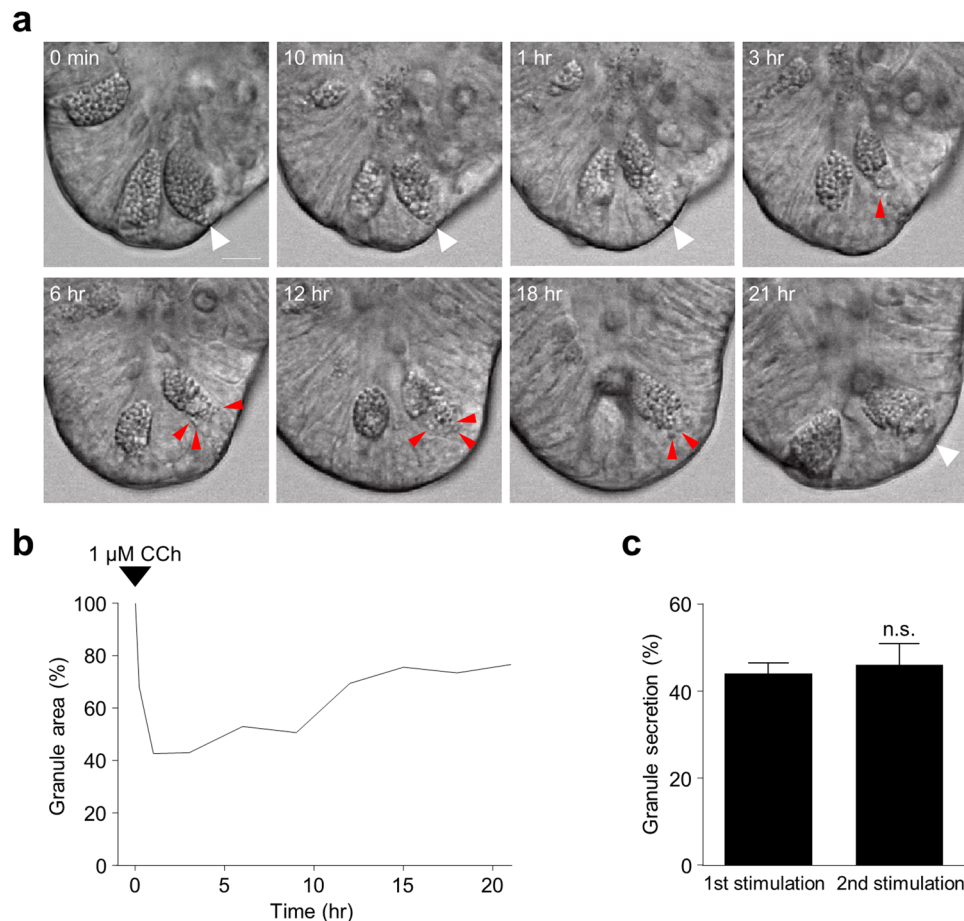 a
0 min
10 min
1 hr
3 hr
6 hr
12 hr
18 hr
21 hr
b
1 µM CCh
Granule area (%)
100
80
60
40
20
0
0
5
10
15
20
Time (hr)
c
Granule secretion (%)
60
40
20
0
n.s.
1st stimulation
2nd stimulation